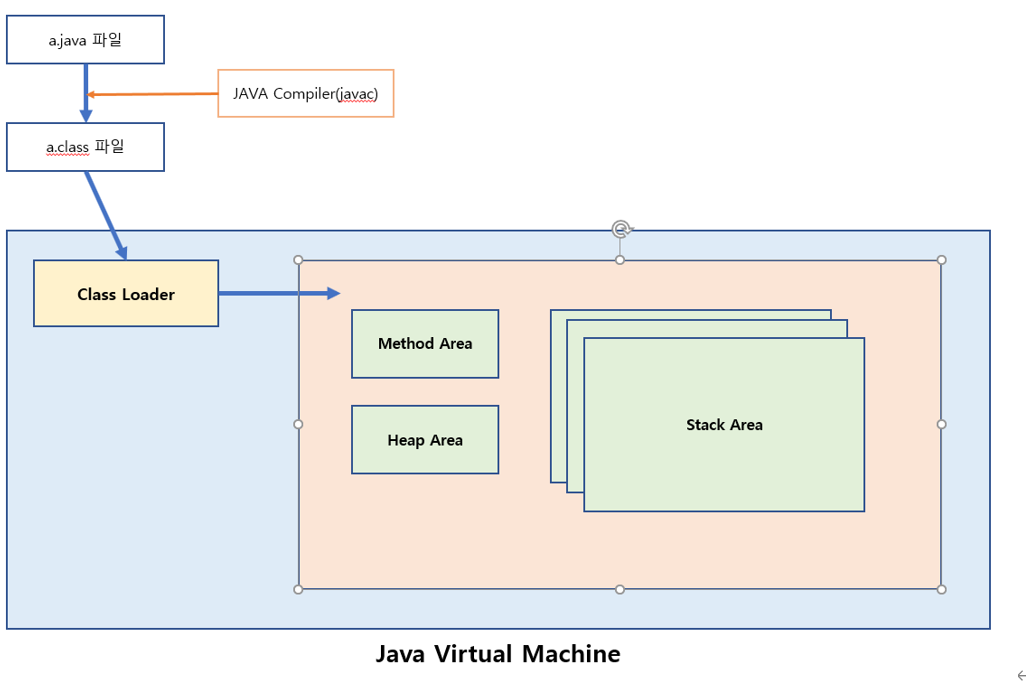 a.java 파일
JAVA Compiler(javac)
a.class 파일
Class Loader
Method Area
Heap Area
Stack Area
Java Virtual Machine